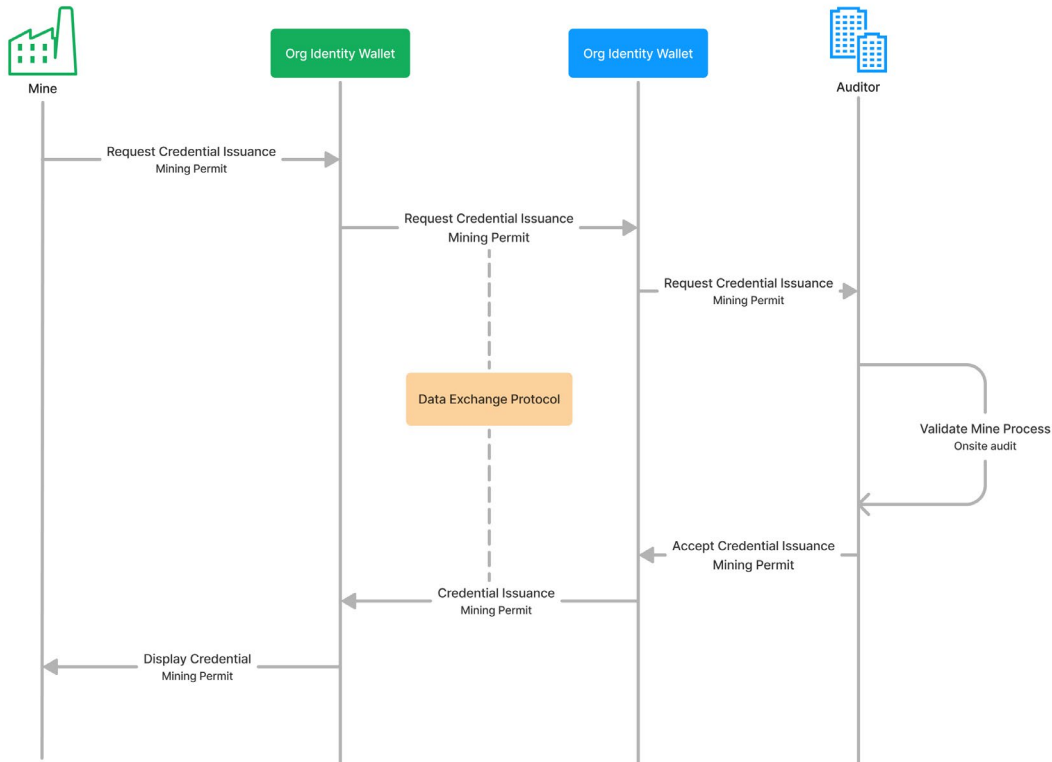 Org Identity Wallet
Org Identity Wallet
Mine
Auditor
Request Credential Issuance
Mining Permit
Request Credential Issuance
Mining Permit
Request Credential Issuance
Mining Permit
Data Exchange Protocol
Validate Mine Process
Onsite audit
Accept Credential Issuance
Mining Permit
Credential Issuance
Mining Permit
Display Credential
Mining Permit